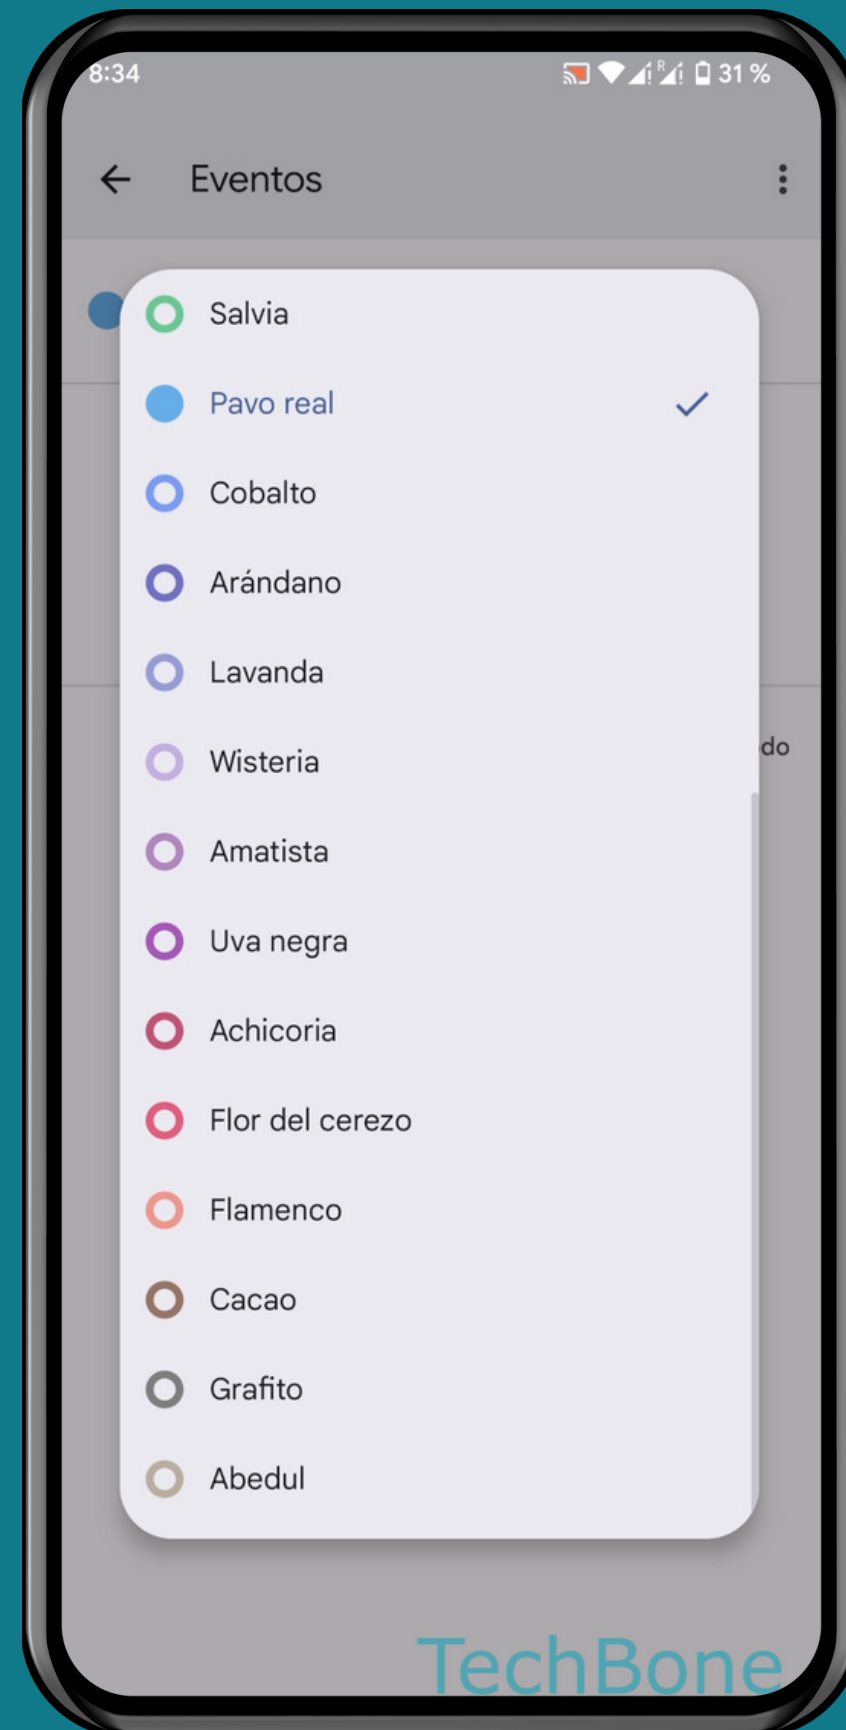 8:34
R
31 %
Eventos
Salvia
Pavo real
Cobalto
Arándano
Lavanda
Wisteria
do
Amatista
Uva negra
Achicoria
Flor del cerezo
Flamenco
Cacao
Grafito
Abedul
TechBone